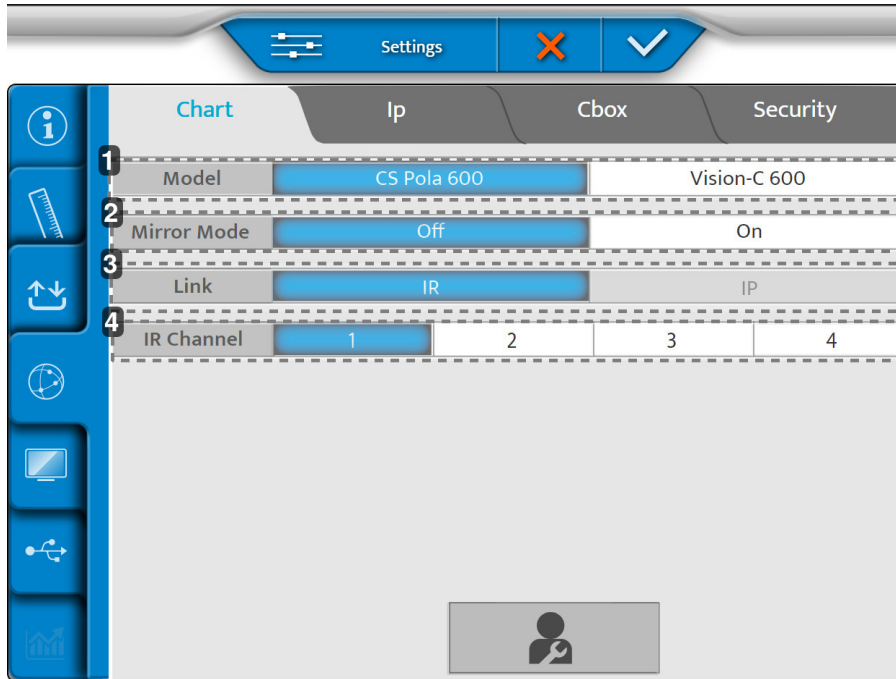 Settings
Chart Ip Cbox Security
1
Model CS Pola 600 Vision-C 600
2
Mirror Mode Off On
3
Link IR IP
4
IR Channel 1 2 3 4